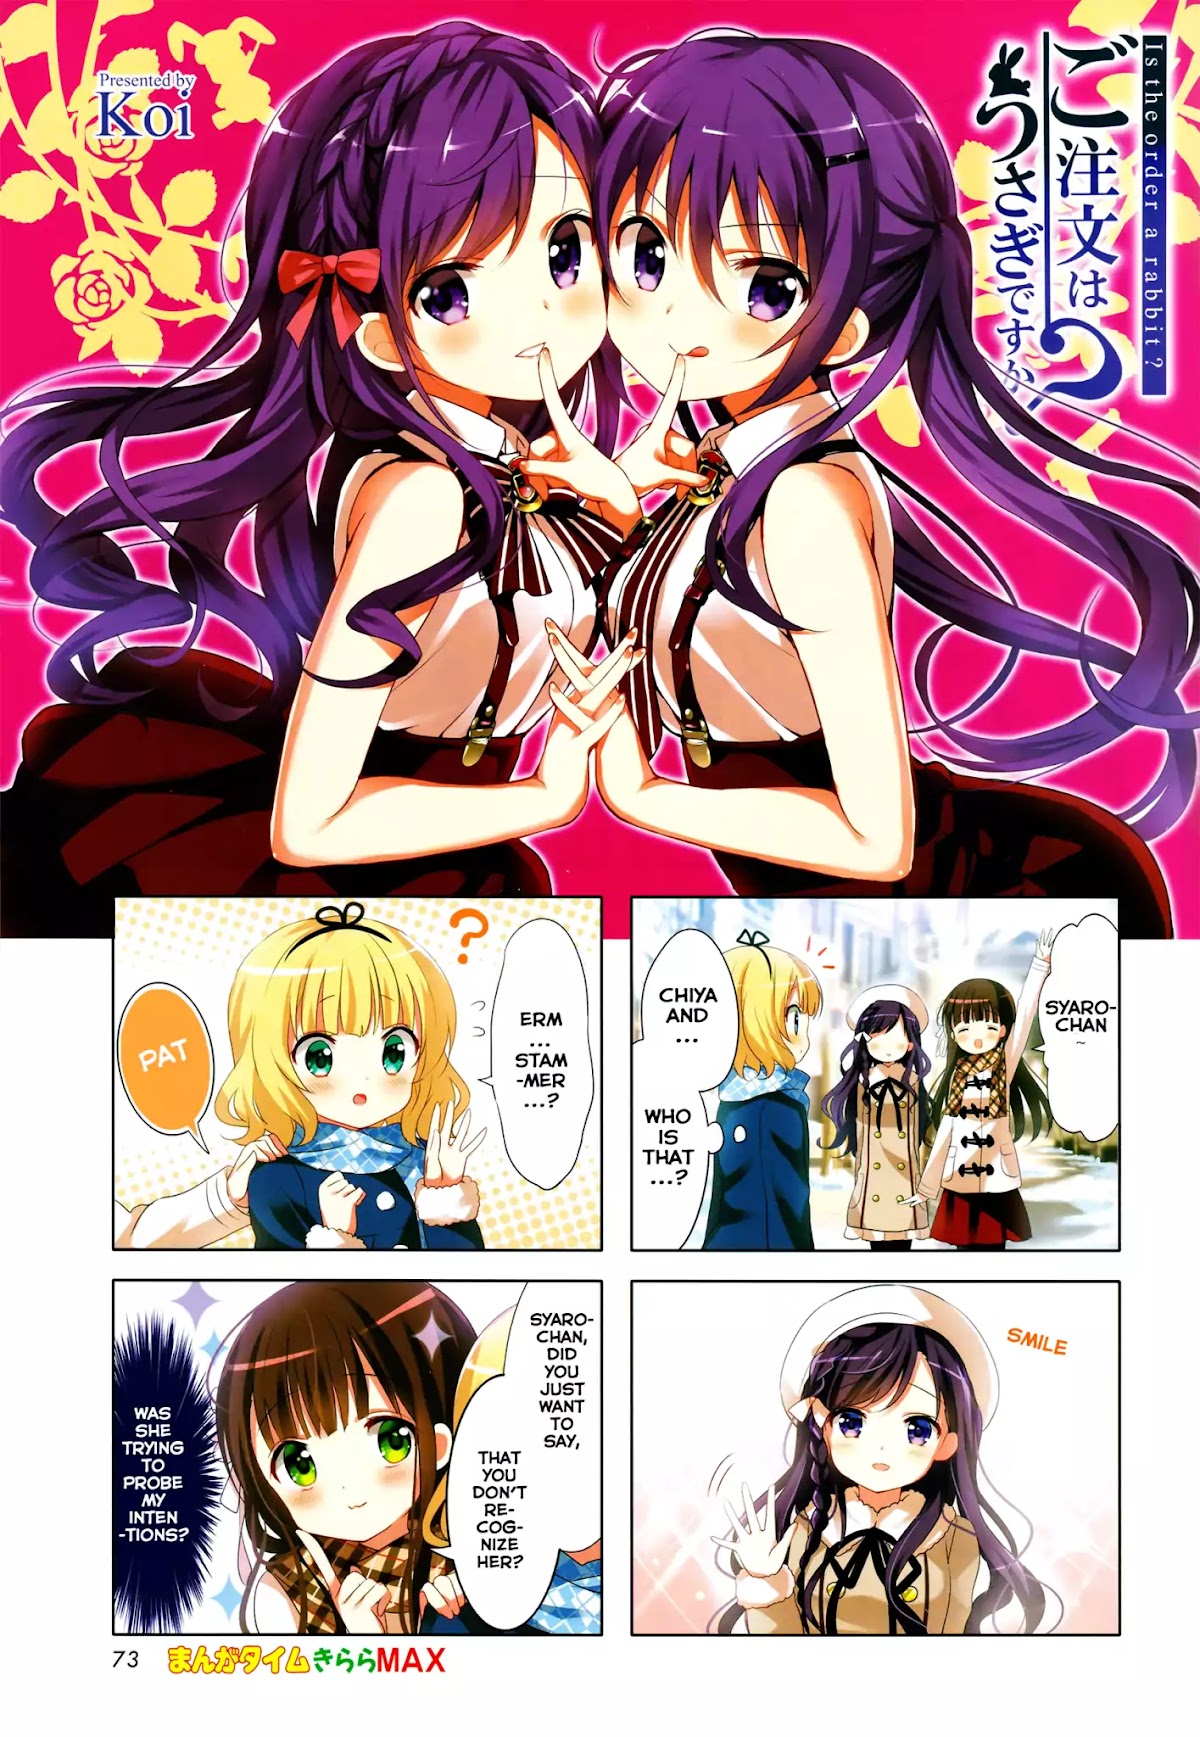 Presented by
Koi
Is the order a rabbit?
ご注文は
うさぎですか?
SYARO-
CHAN
~
CHIYA
AND
...
WHO
IS
THAT
...?
SMILE
?
ERM
...
STAM
-MER
...?
PAT
SYARO-
CHAN,
DID
YOU
JUST
WANT
TO
SAY,
THAT
YOU
DON'T
RE-
COG-
NIZE
HER?
WAS
SHE
TRYING
TO
PROBE
MY
INTEN
-TIONS?
73 まんがタイムきららMAX